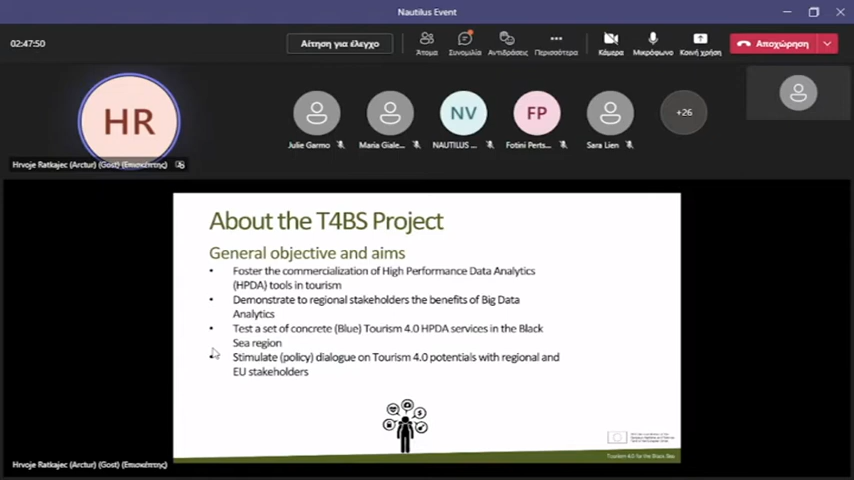 Nautilus Event
02:47:50
Αίτηση για έλεγχο
Άτομα
Συνομιλία
Αντιδράσεις
Περισσότερα
Κάμερα
Μικρόφωνο
Κοινή χρήση
Αποχώρηση
HR
NV
FP
+26
Hrvoje Ratkajec (Arctur) (Gost) (Επισκέπτης)
Julie Garmo
Maria Giale...
NAUTILUS ...
Fotini Perts...
Sara Lien
About the T4BS Project
General objective and aims
• Foster the commercialization of High Performance Data Analytics
(HPDA) tools in tourism
• Demonstrate to regional stakeholders the benefits of Big Data
Analytics
• Test a set of concrete (Blue) Tourism 4.0 HPDA services in the Black
Sea region
• Stimulate (policy) dialogue on Tourism 4.0 potentials with regional and
EU stakeholders
Tourism 4.0 for the Black Sea
Hrvoje Ratkajec (Arctur) (Gost) (Επισκέπτης)